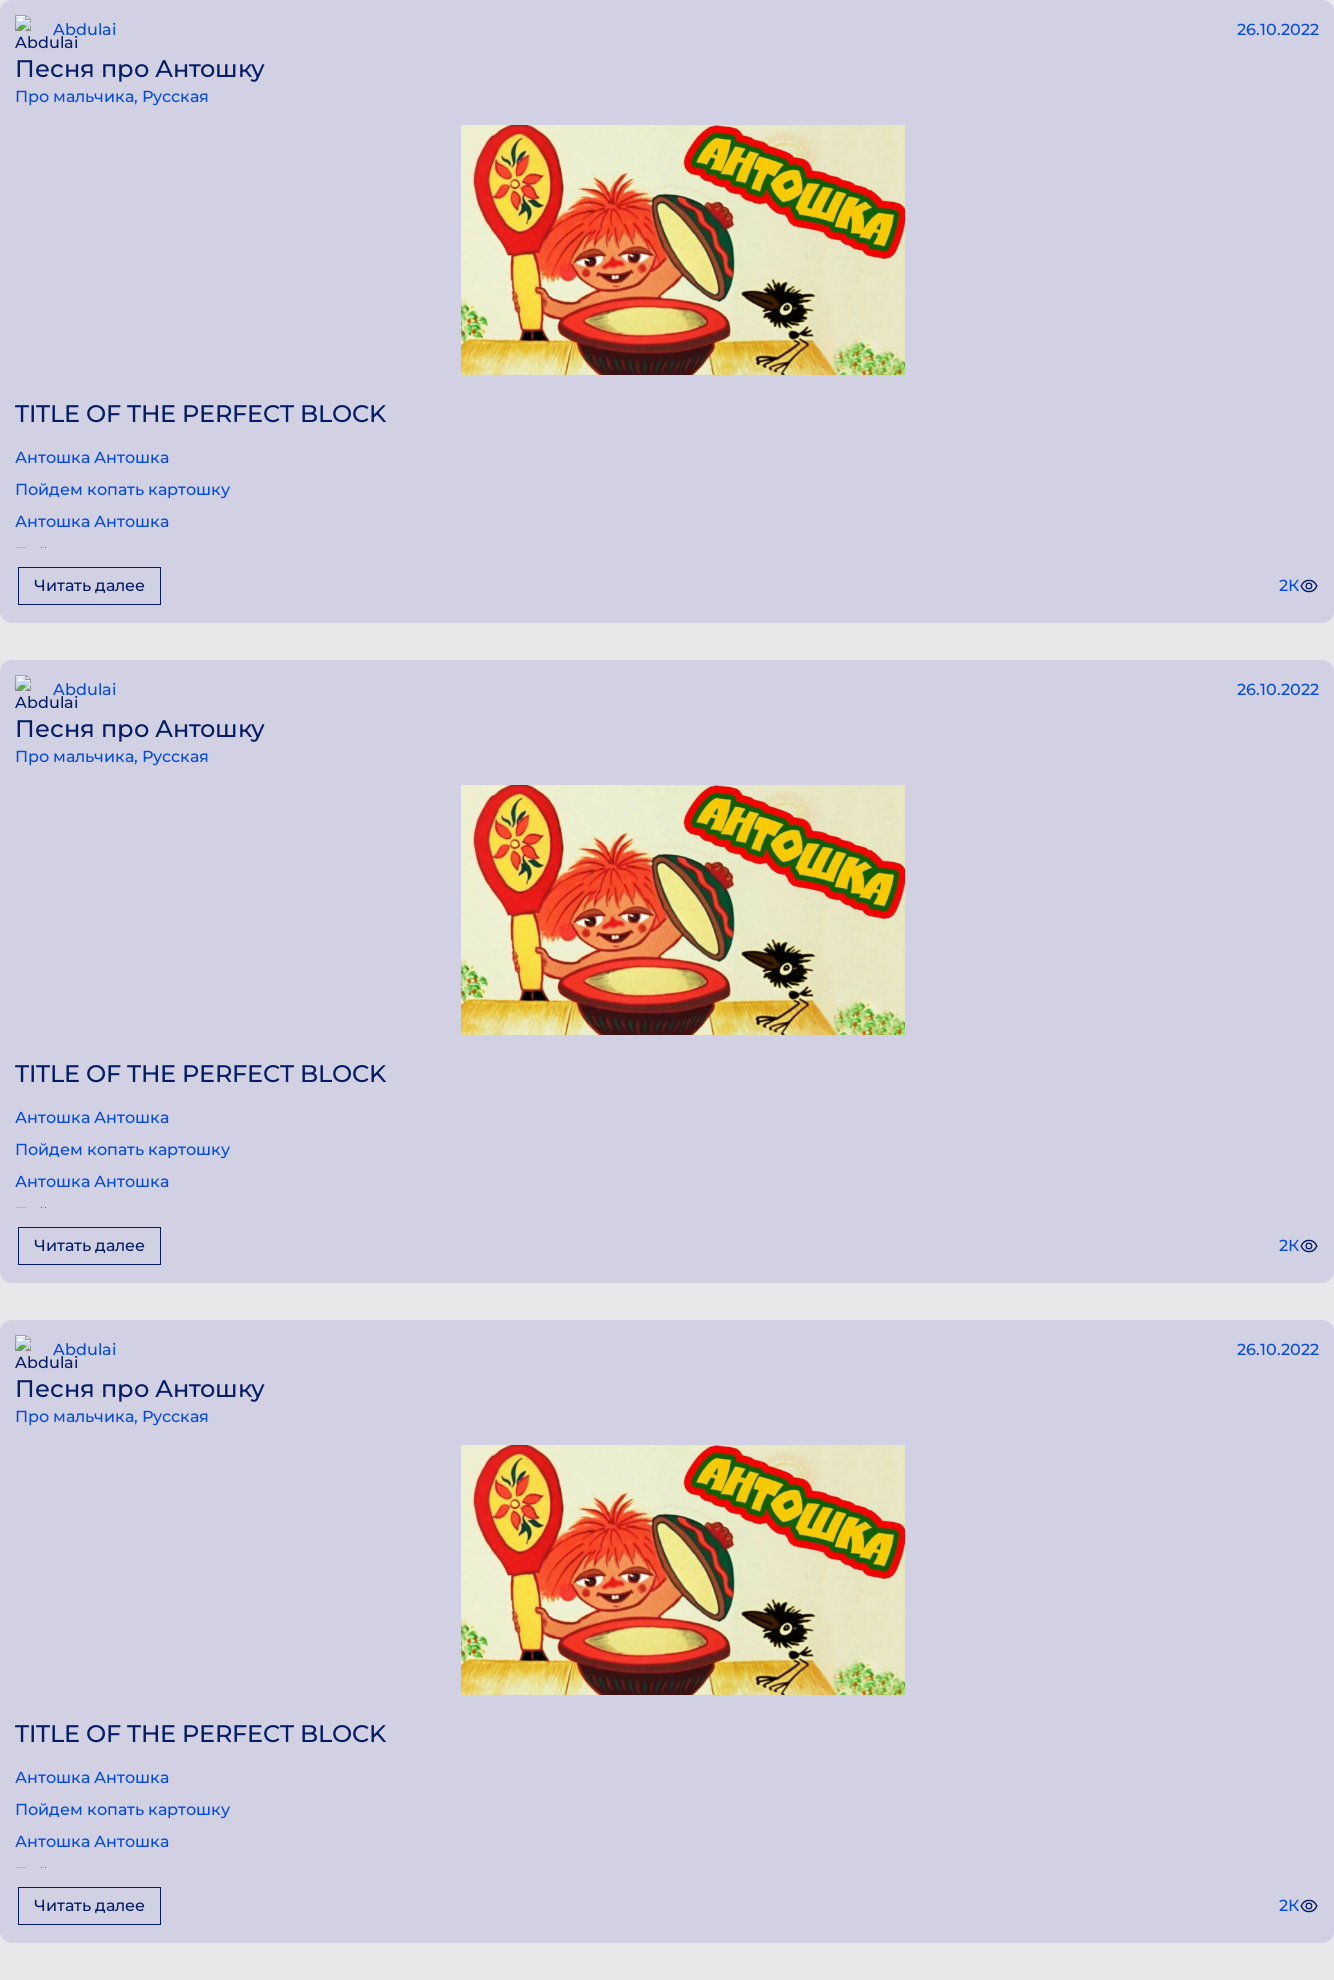 Abdulai
Abdulai
26.10.2022
Песня про Антошку
Про мальчика, Русская
АНТОШКА
TITLE OF THE PERFECT BLOCK
Антошка Антошка
Пойдем копать картошку
Антошка Антошка
Читать далее
2К
Abdulai
Abdulai
26.10.2022
Песня про Антошку
Про мальчика, Русская
АНТОШКА
TITLE OF THE PERFECT BLOCK
Антошка Антошка
Пойдем копать картошку
Антошка Антошка
Читать далее
2К
Abdulai
Abdulai
26.10.2022
Песня про Антошку
Про мальчика, Русская
АНТОШКА
TITLE OF THE PERFECT BLOCK
Антошка Антошка
Пойдем копать картошку
Антошка Антошка
Читать далее
2К